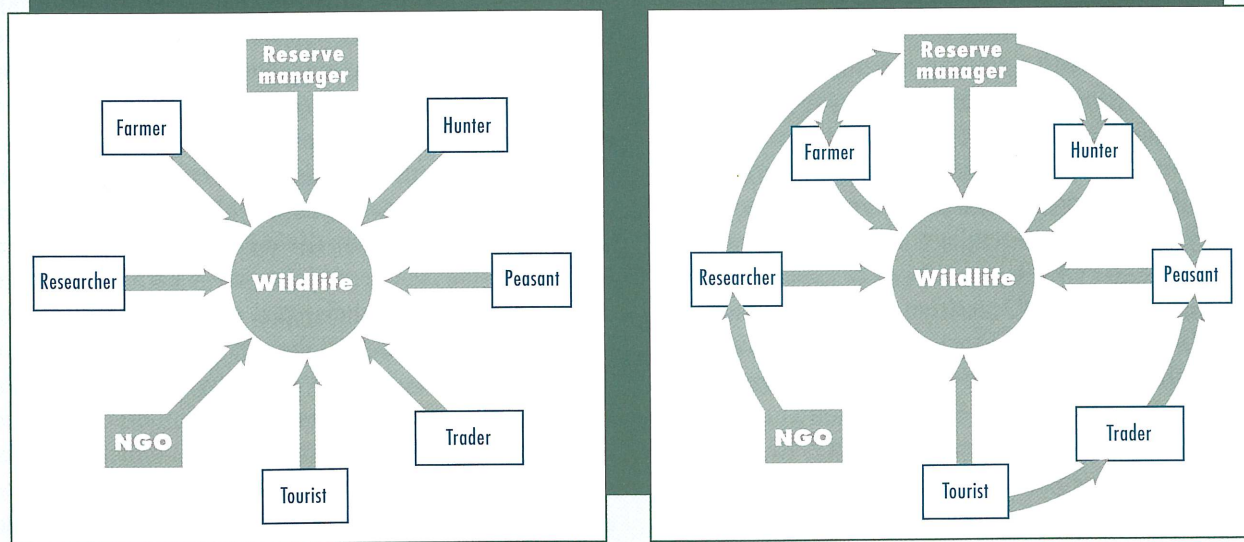 Reserve
manager
Farmer
Hunter
Researcher
Wildlife
Peasant
NGO
Trader
Tourist
Reserve
manager
Farmer
Hunter
Researcher
Wildlife
Peasant
NGO
Trader
Tourist